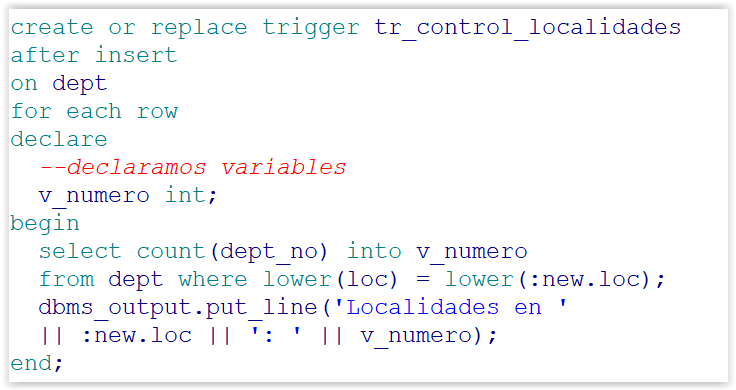 create or replace trigger tr_control_localidades
after insert
on dept
for each row
declare
  --declaramos variables
  v_numero int;
begin
  select count(dept_no) into v_numero
  from dept where lower(loc) = lower(:new.loc);
  dbms_output.put_line('Localidades en '
  || :new.loc || ': ' || v_numero);
end;